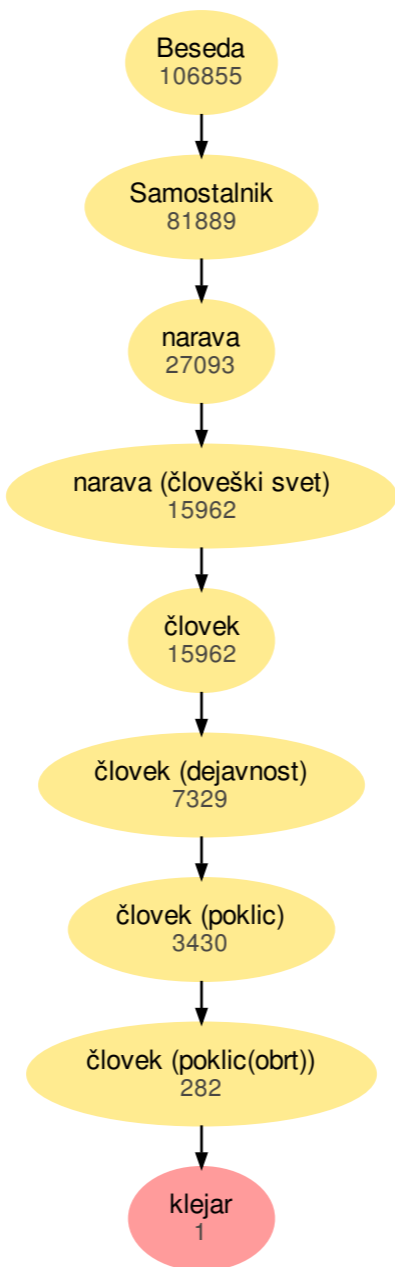 Beseda
106855
Samostalnik
81889
narava
27093
narava (človeški svet)
15962
človek
15962
človek (dejavnost)
7329
človek (poklic)
3430
človek (poklic(obrt))
282
klejar
1